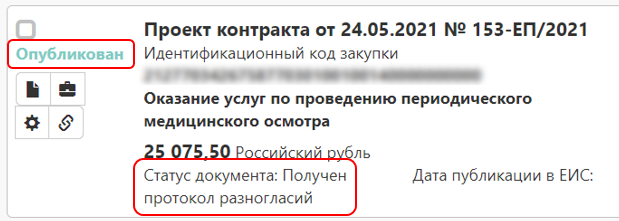 Проект контракта от 24.05.2021 № 153-ЕП/2021
Опубликован
Идентификационный код закупки
Оказание услуг по проведению периодического
медицинского осмотра
25 075,50 Российский рубль
Статус документа: Получен
протокол разногласий
Дата публикации в ЕИС: